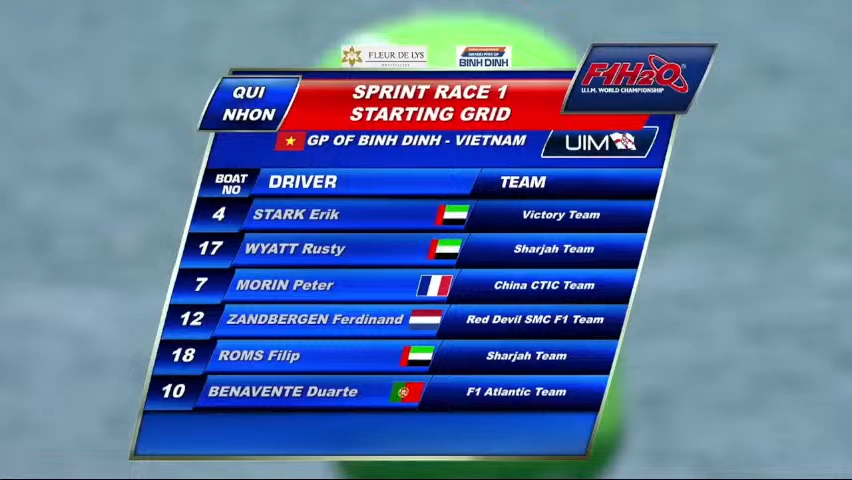 FLEUR DE LYS
GRAND PRIX OF
BINH DINH
F1H2O
U.I.M. WORLD CHAMPIONSHIP
QUI
NHON
SPRINT RACE 1
STARTING GRID
GP OF BINH DINH - VIETNAM
UIM
BOAT
NO
DRIVER
TEAM
4 STARK Erik Victory Team
17 WYATT Rusty Sharjah Team
7 MORIN Peter China CTIC Team
12 ZANDBERGEN Ferdinand Red Devil SMC F1 Team
18 ROMS Filip Sharjah Team
10 BENAVENTE Duarte F1 Atlantic Team